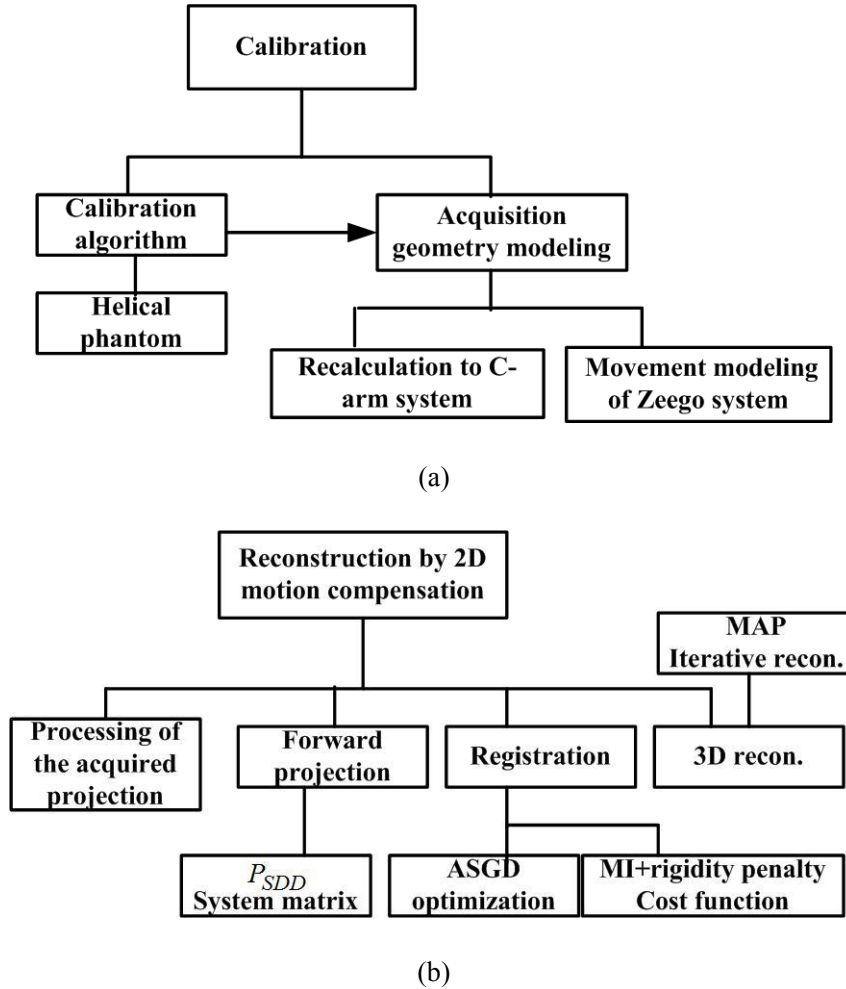 Calibration
Calibration
algorithm
Acquisition
geometry modeling
Helical
phantom
Recalculation to C-
arm system
Movement modeling
of Zeego system
(a)
Reconstruction by 2D
motion compensation
MAP
Iterative recon.
Processing of
the acquired
projection
Forward
projection
Registration
3D recon.
P_{SDD}
System matrix
ASGD
optimization
MI+rigidity penalty
Cost function
(b)